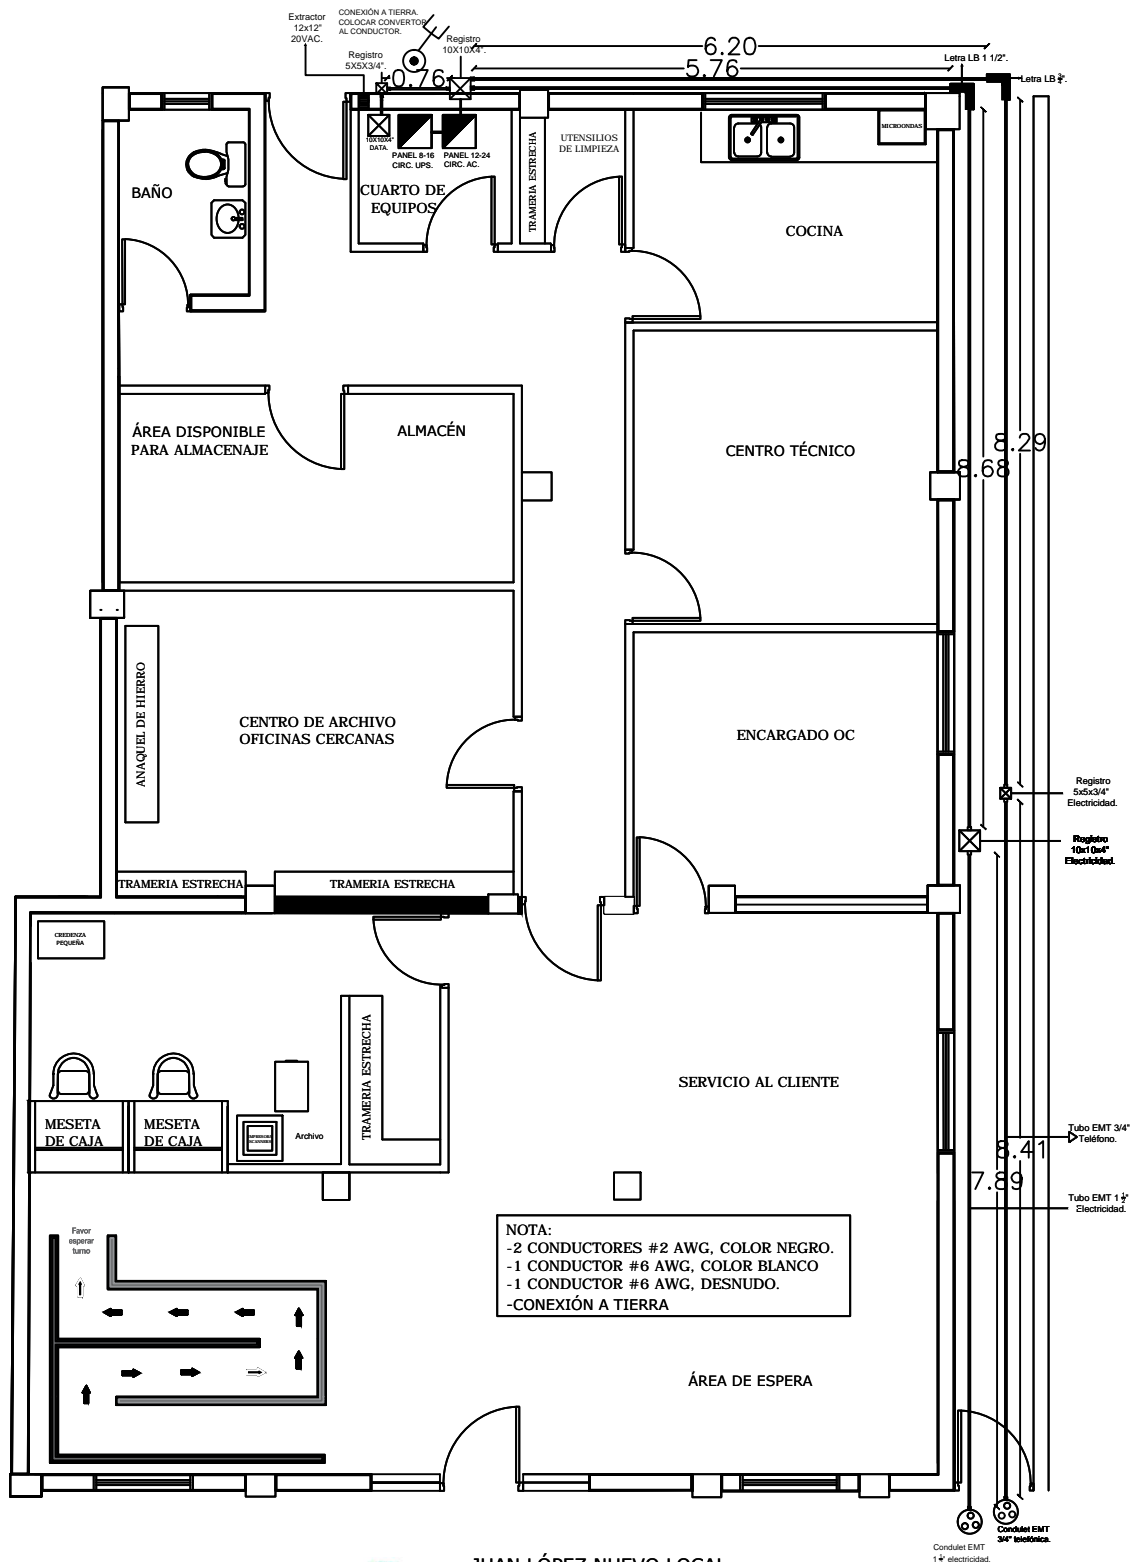 Extractor
12x12"
20VAC.
CONEXIÓN A TIERRA.
COLOCAR CONVERTOR
AL CONDUCTOR.
Registro
10X10X4".
Registro
5X5X3/4".
0.76
6.20
5.76
Letra LB 1 1/2".
Letra LB ¾".
10X10X4"
DATA.
PANEL 8-16
CIRC. UPS.
PANEL 12-24
CIRC. AC.
CUARTO DE
EQUIPOS
TRAMERIA ESTRECHA
UTENSILIOS
DE LIMPIEZA
MICROONDAS
BAÑO
COCINA
ÁREA DISPONIBLE
PARA ALMACENAJE
ALMACÉN
CENTRO TÉCNICO
8.29
8.68
ANAQUEL DE HIERRO
CENTRO DE ARCHIVO
OFICINAS CERCANAS
ENCARGADO OC
Registro
5x5x3/4"
Electricidad.
Registro
10x10x4"
Electricidad.
TRAMERIA ESTRECHA
TRAMERIA ESTRECHA
CREDENZA
PEQUEÑA
TRAMERIA ESTRECHA
SERVICIO AL CLIENTE
MESETA
DE CAJA
MESETA
DE CAJA
IMPRESORA
SCANNERS
Archivo
Tubo EMT 3/4"
Teléfono.
8.41
7.89
Tubo EMT 1 ½"
Electricidad.
Favor
esperar
turno
NOTA:
-2 CONDUCTORES #2 AWG, COLOR NEGRO.
-1 CONDUCTOR #6 AWG, COLOR BLANCO
-1 CONDUCTOR #6 AWG, DESNUDO.
-CONEXIÓN A TIERRA
ÁREA DE ESPERA
Condulet EMT
3/4" telefónica.
Condulet EMT
1 ½" electricidad.
JUAN LÓPEZ NUEVO LOCAL